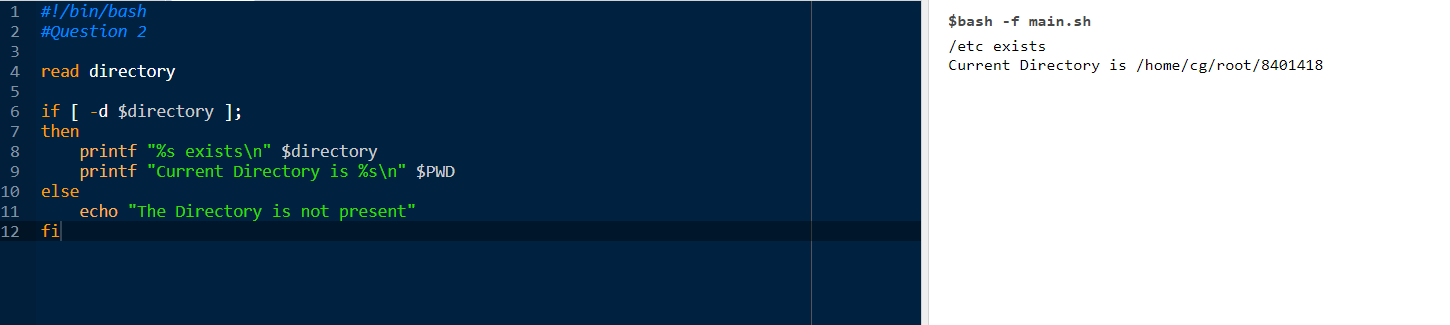 1 #!/bin/bash
2 #Question 2
3
4 read directory
5
6 if [ -d $directory ];
7 then
8     printf "%s exists\n" $directory
9     printf "Current Directory is %s\n" $PWD
10 else
11     echo "The Directory is not present"
12 fi
$bash -f main.sh
/etc exists
Current Directory is /home/cg/root/8401418